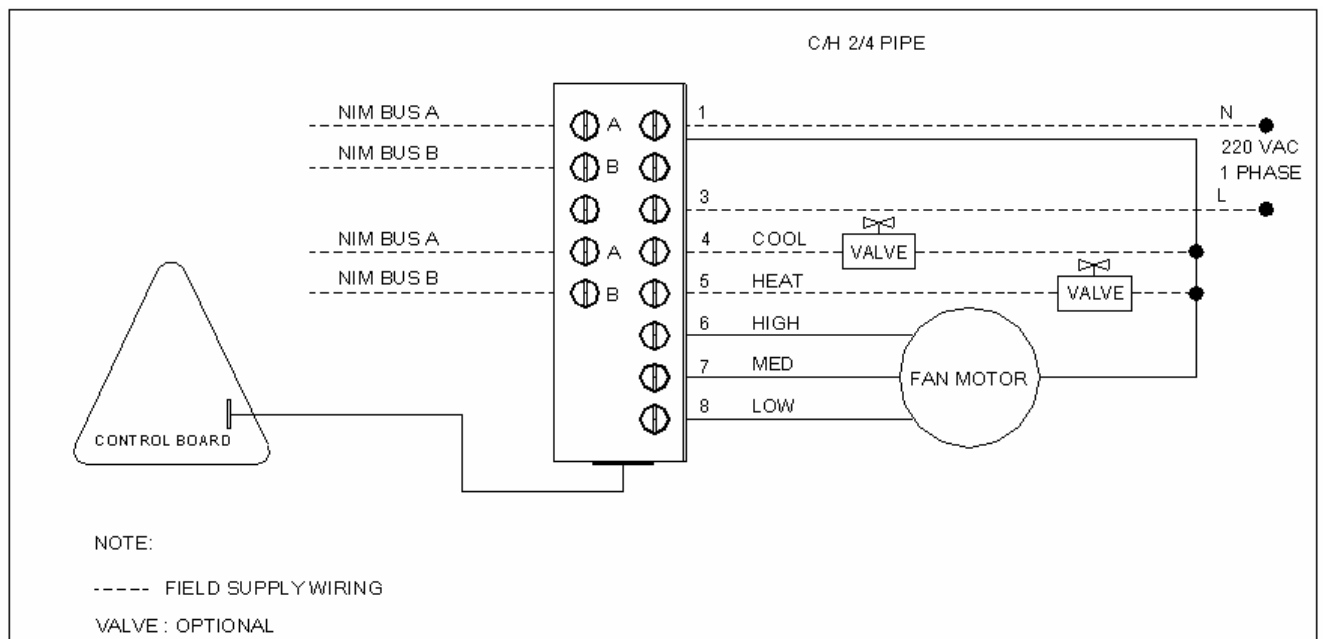 C/H 2/4 PIPE
NIM BUS A
A
1
N
NIM BUS B
B
220 VAC
1 PHASE
3
L
NIM BUS A
A
4
COOL
VALVE
NIM BUS B
B
5
HEAT
VALVE
6
HIGH
7
MED
FAN MOTOR
8
LOW
CONTROL BOARD
NOTE:
----- FIELD SUPPLY WIRING
VALVE : OPTIONAL